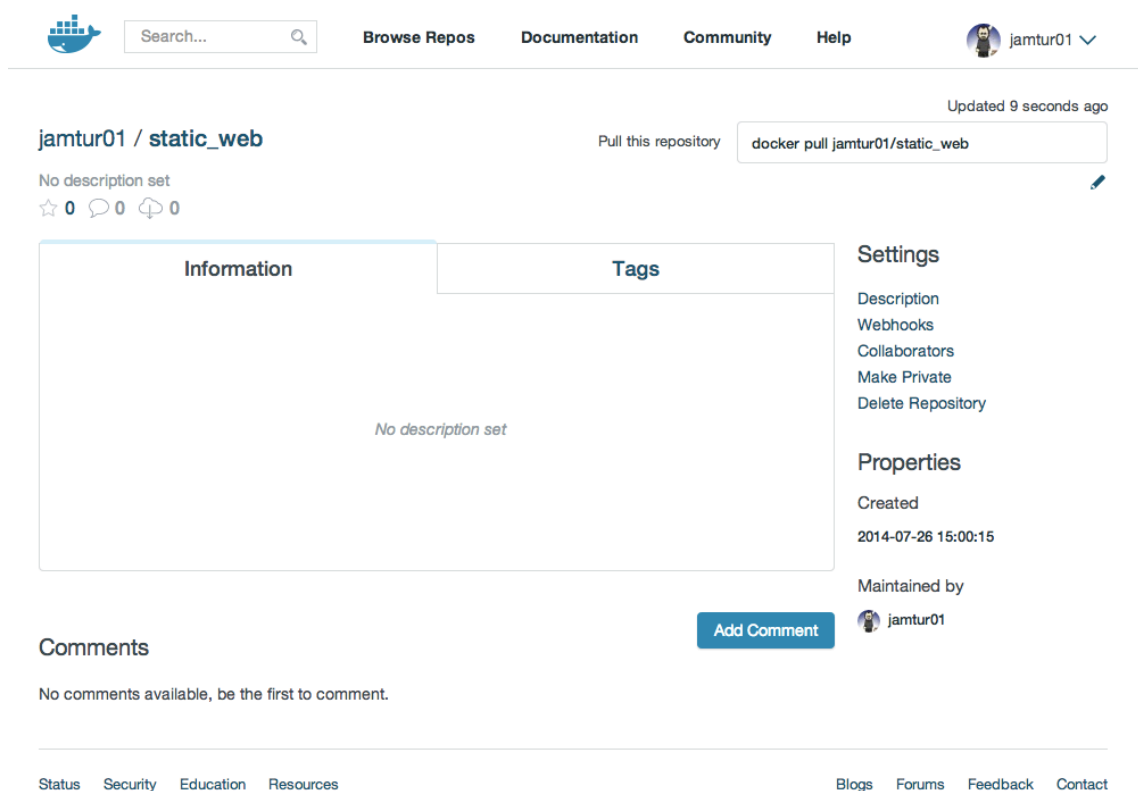 Search...
Browse Repos
Documentation
Community
Help
jamtur01
Updated 9 seconds ago
jamtur01 / static_web
Pull this repository
docker pull jamtur01/static_web
No description set
0 0 0
Information
Tags
No description set
Settings
Description
Webhooks
Collaborators
Make Private
Delete Repository
Properties
Created
2014-07-26 15:00:15
Maintained by
jamtur01
Comments
Add Comment
No comments available, be the first to comment.
Status Security Education Resources
Blogs Forums Feedback Contact